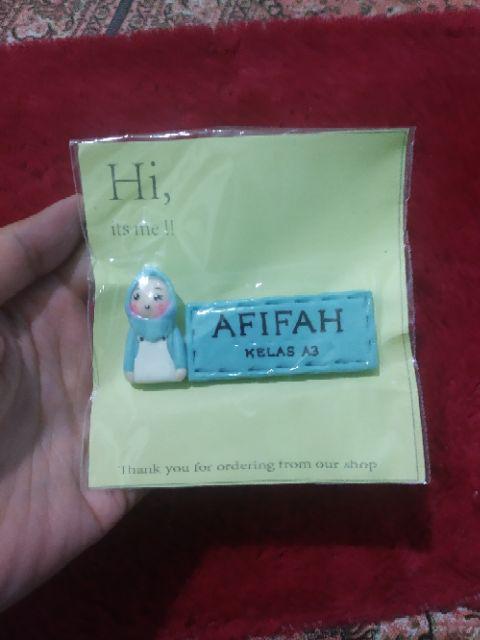 Hi,
its me !!
AFIFAH
KELAS A3
Thank you for ordering from our shop